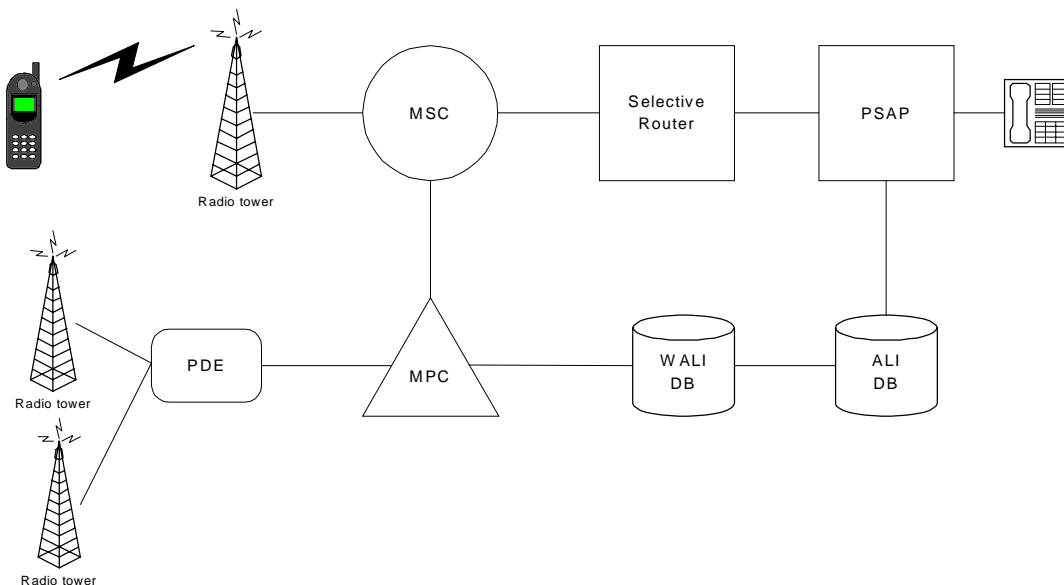 MSC
Selective
Router
PSAP
Radio tower
PDE
MPC
WALI
DB
ALI
DB
Radio tower
Radio tower